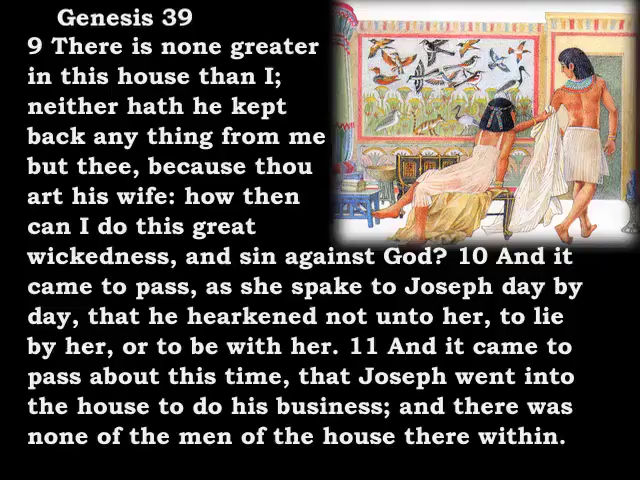 Genesis 39
9 There is none greater
in this house than I;
neither hath he kept
back any thing from me
but thee, because thou
art his wife: how then
can I do this great
wickedness, and sin against God? 10 And it
came to pass, as she spake to Joseph day by
day, that he hearkened not unto her, to lie
by her, or to be with her. 11 And it came to
pass about this time, that Joseph went into
the house to do his business; and there was
none of the men of the house there within.